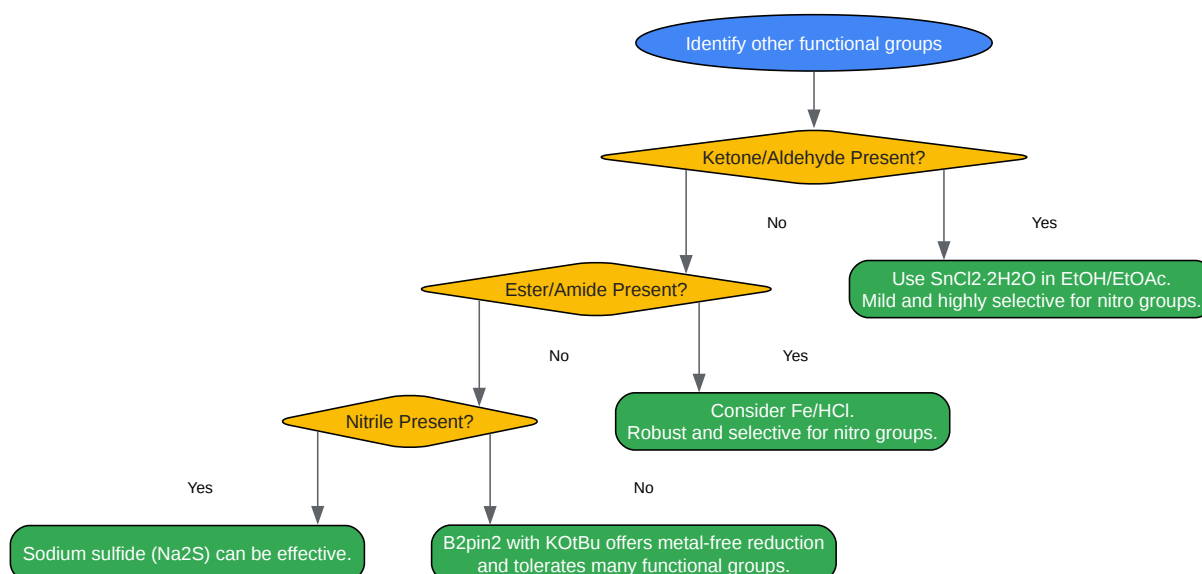 Identify other functional groups
Ketone/Aldehyde Present?
No
Yes
Use SnCl2·2H2O in EtOH/EtOAc.
Mild and highly selective for nitro groups.
Ester/Amide Present?
No
Yes
Consider Fe/HCl.
Robust and selective for nitro groups.
Nitrile Present?
Yes
No
Sodium sulfide (Na2S) can be effective.
B2pin2 with KOtBu offers metal-free reduction
and tolerates many functional groups.